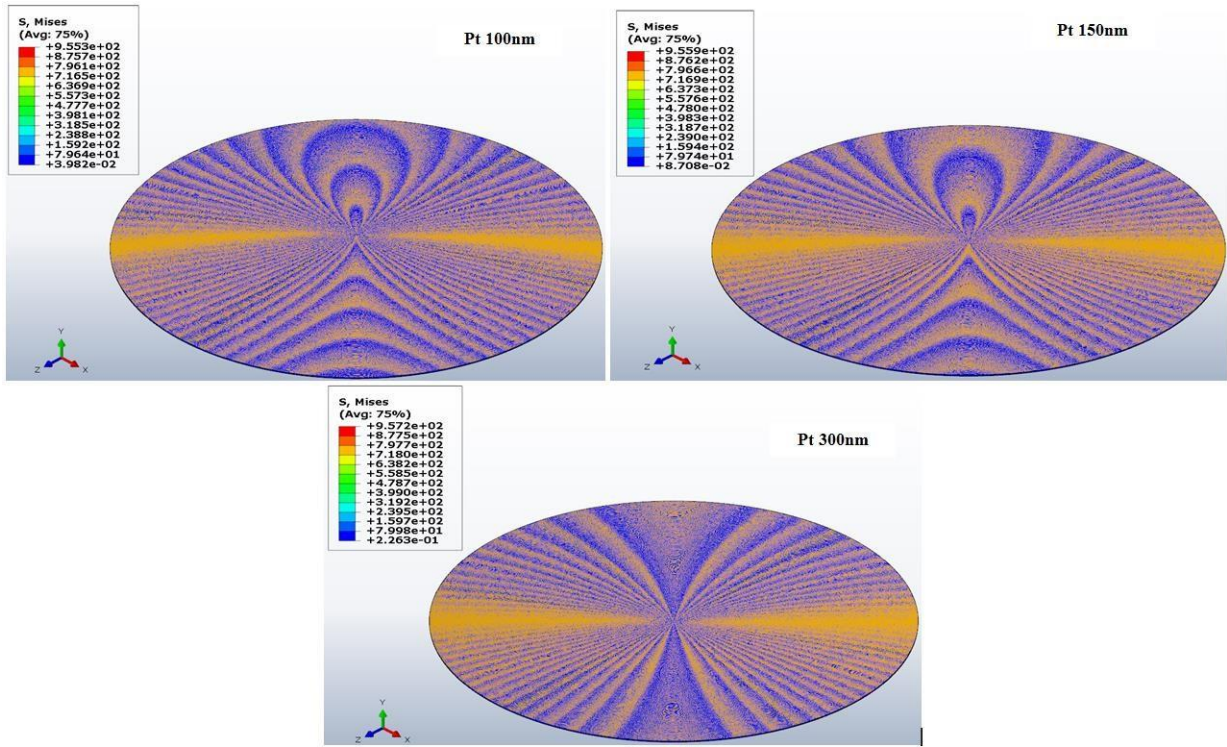 S, Mises
(Avg: 75%)
+9.553e+02
+8.757e+02
+7.961e+02
+7.165e+02
+6.369e+02
+5.573e+02
+4.777e+02
+3.981e+02
+3.185e+02
+2.388e+02
+1.592e+02
+7.964e+01
+3.982e-02
Pt 100nm
Y
Z
X
S, Mises
(Avg: 75%)
+9.559e+02
+8.762e+02
+7.966e+02
+7.169e+02
+6.373e+02
+5.576e+02
+4.780e+02
+3.983e+02
+3.187e+02
+2.390e+02
+1.594e+02
+7.974e+01
+8.708e-02
Pt 150nm
Y
Z
X
S, Mises
(Avg: 75%)
+9.572e+02
+8.775e+02
+7.977e+02
+7.180e+02
+6.382e+02
+5.585e+02
+4.787e+02
+3.990e+02
+3.192e+02
+2.395e+02
+1.597e+02
+7.998e+01
+2.263e-01
Pt 300nm
Y
Z
X